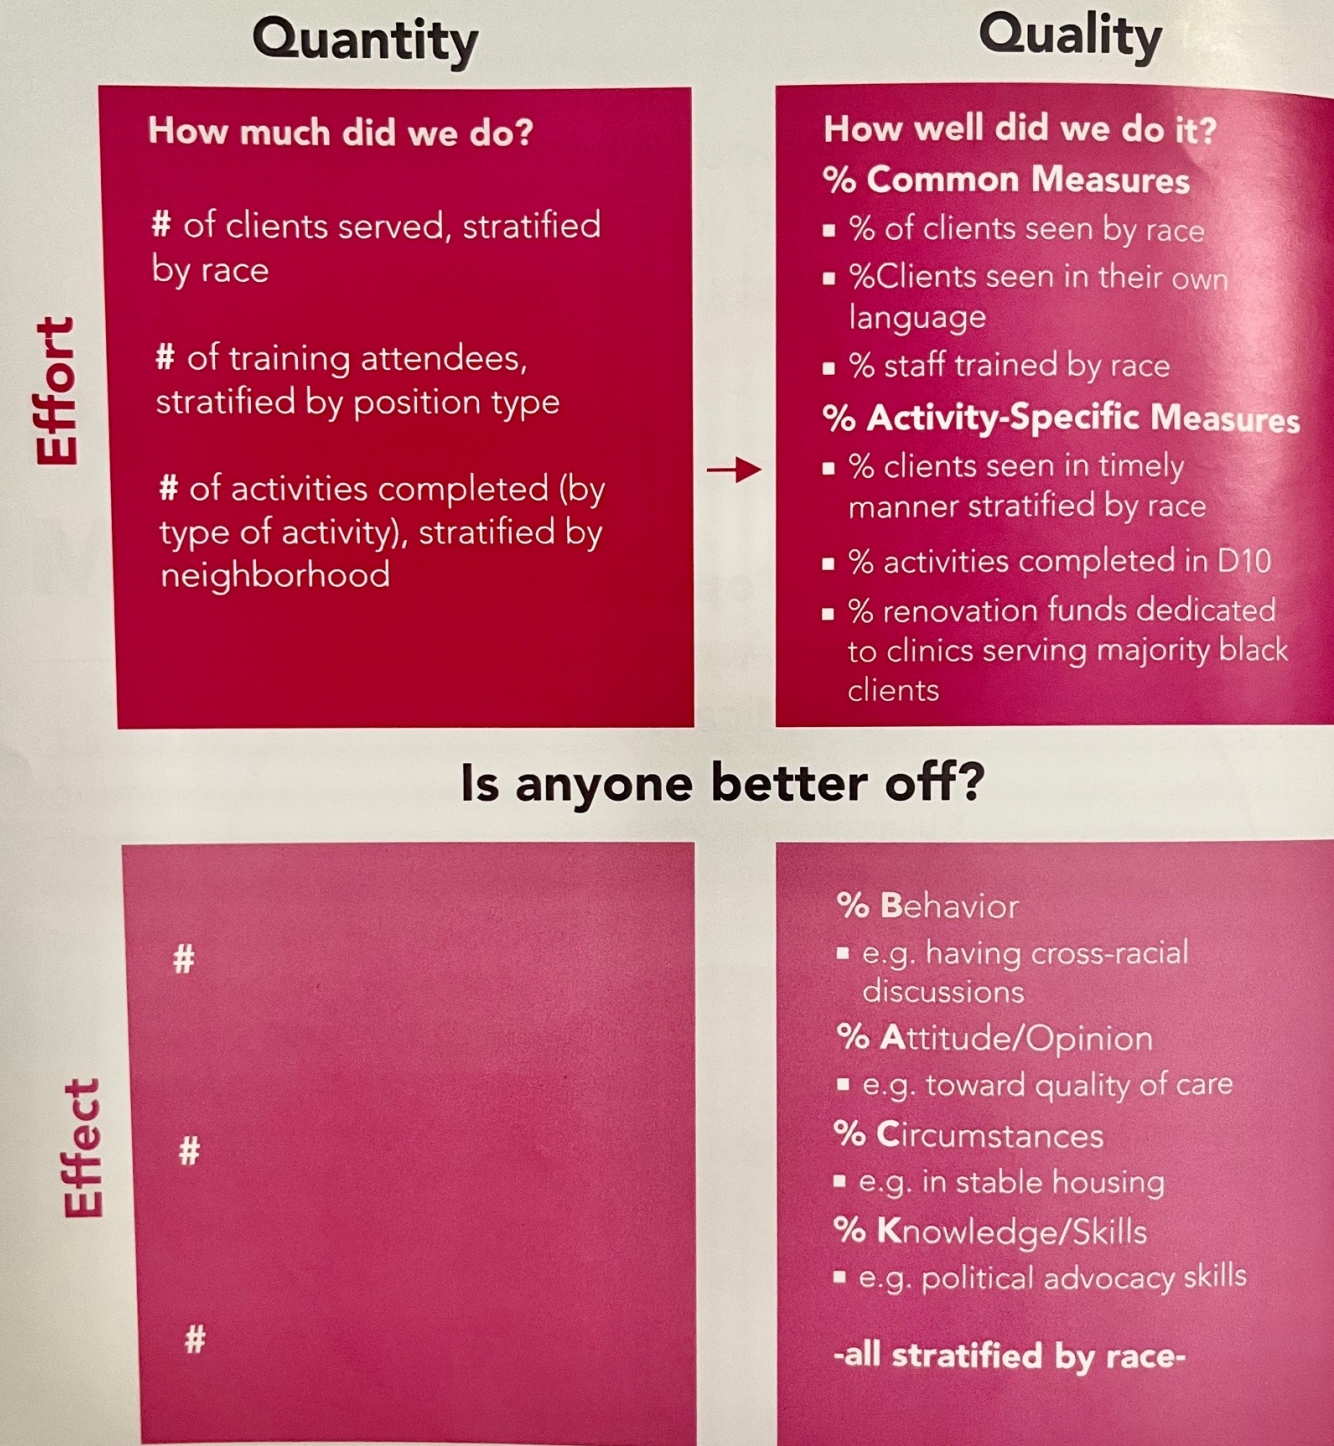 Quantity
Quality
Effort
How much did we do?
# of clients served, stratified
by race
# of training attendees,
stratified by position type
# of activities completed (by
type of activity), stratified by
neighborhood
How well did we do it?
% Common Measures
▪ % of clients seen by race
▪ %Clients seen in their own
language
▪ % staff trained by race
% Activity-Specific Measures
▪ % clients seen in timely
manner stratified by race
▪ % activities completed in D10
▪ % renovation funds dedicated
to clinics serving majority black
clients
Is anyone better off?
Effect
#
#
#
% Behavior
▪ e.g. having cross-racial
discussions
% Attitude/Opinion
▪ e.g. toward quality of care
% Circumstances
▪ e.g. in stable housing
% Knowledge/Skills
▪ e.g. political advocacy skills
-all stratified by race-